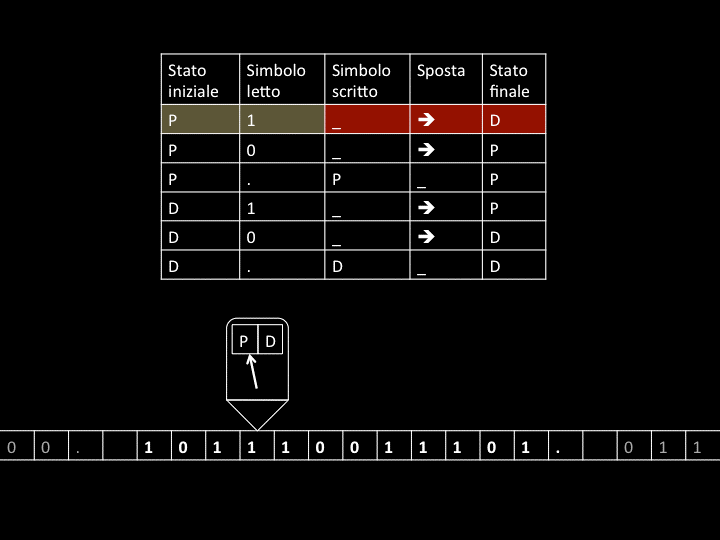 Stato iniziale Simbolo letto Simbolo scritto Sposta Stato finale
P 1 _ ➔ D
P 0 _ ➔ P
P . P _ P
D 1 _ ➔ P
D 0 _ ➔ D
D . D _ D
P D
0 0 . 1 0 1 1 1 0 0 1 1 1 0 1 . 0 1 1